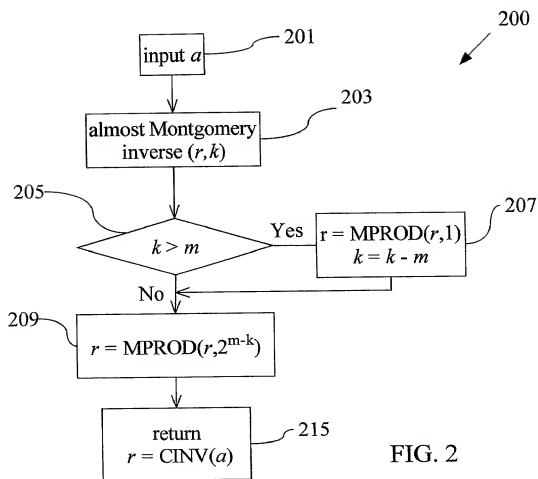 200
201
input a
203
almost Montgomery
inverse (r,k)
205
k > m
Yes
207
r = MPROD(r,1)
k = k - m
No
209
r = MPROD(r,2^{m-k})
return
r = CINV(a)
215
FIG. 2